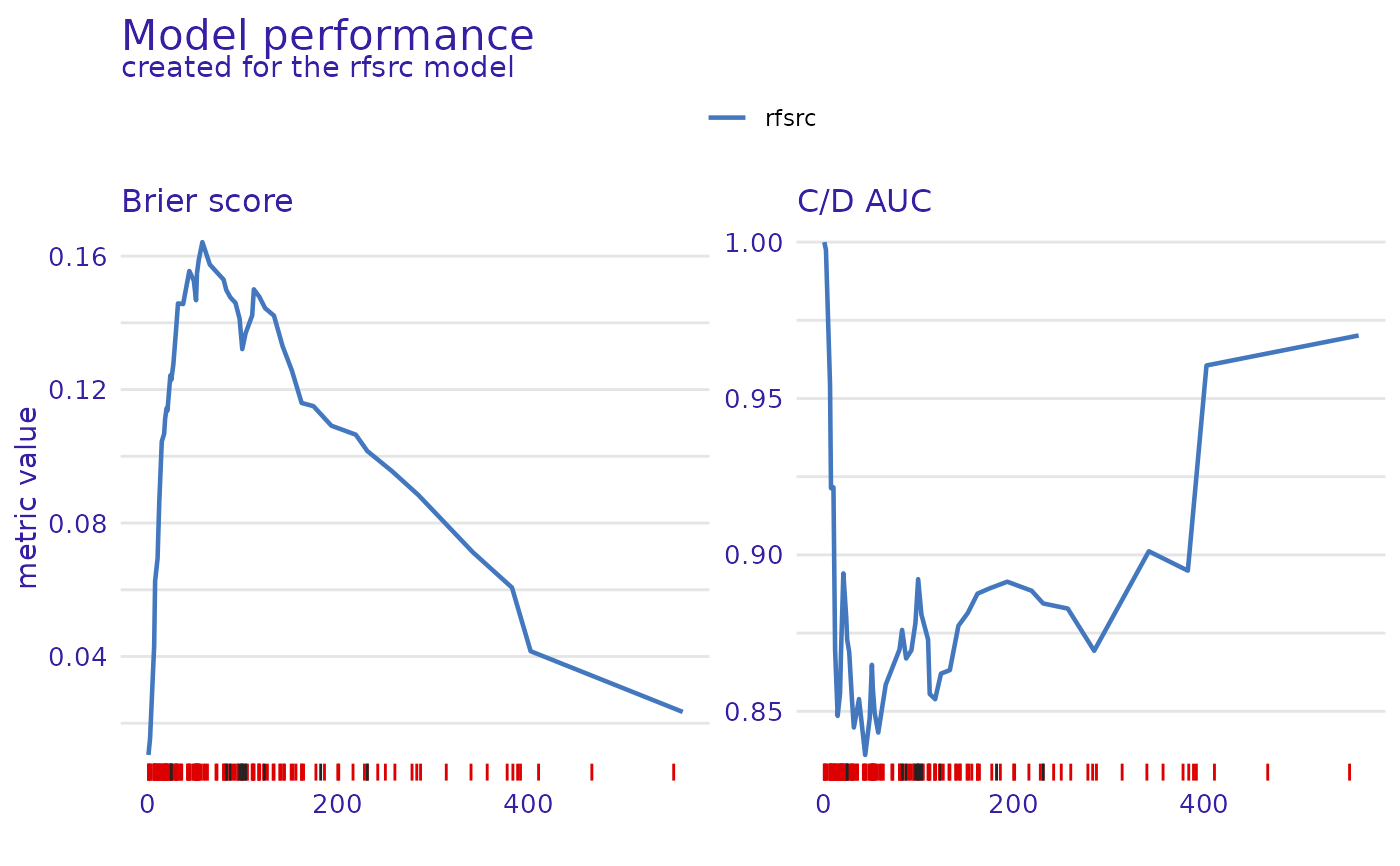 Model performance
created for the rfsrc model
rfsrc
Brier score
C/D AUC
metric value
0.16
0.12
0.08
0.04
0
200
400
1.00
0.95
0.90
0.85
0
200
400